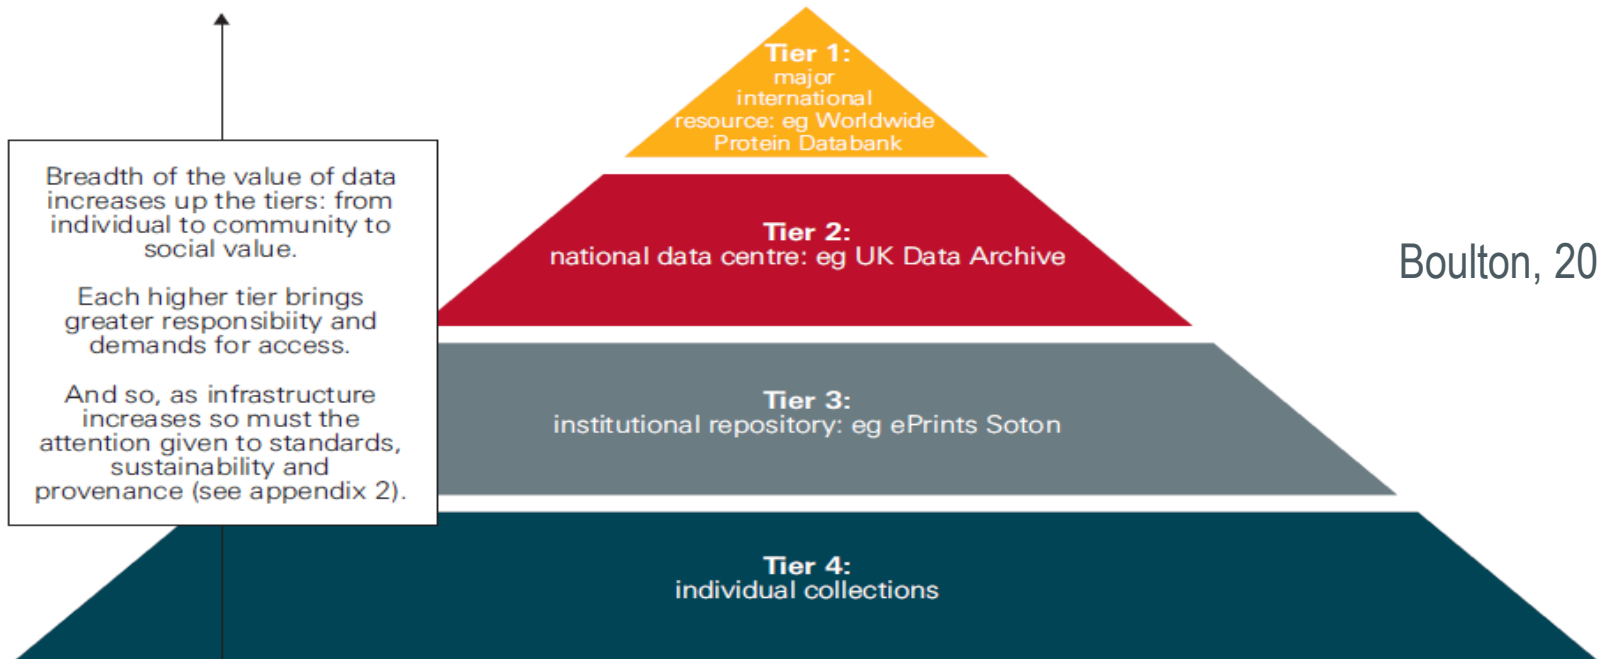 Tier 1:
major
international
resource: eg Worldwide
Protein Databank
Breadth of the value of data
increases up the tiers: from
individual to community to
social value.
Each higher tier brings
greater responsibiity and
demands for access.
And so, as infrastructure
increases so must the
attention given to standards,
sustainability and
provenance (see appendix 2).
Tier 2:
national data centre: eg UK Data Archive
Boulton, 20
Tier 3:
institutional repository: eg ePrints Soton
Tier 4:
individual collections